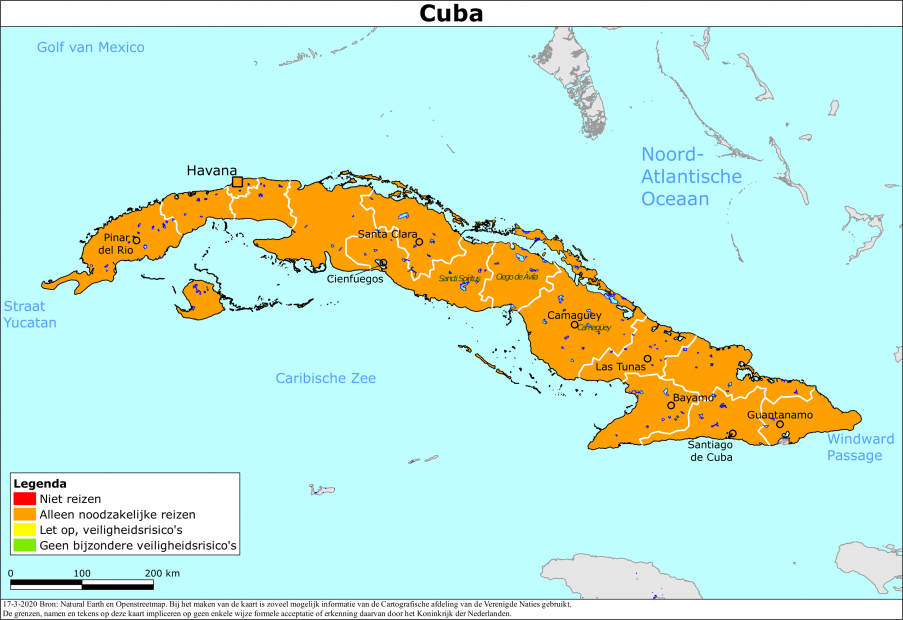 Cuba
Golf van Mexico
Noord-
Atlantische
Oceaan
Havana
Pinar
del Rio
Santa Clara
Cienfuegos
Sancti Spíritus
Ciego de Ávila
Straat
Yucatan
Camagüey
Camagüey
Las Tunas
Caribische Zee
Bayamo
Guantanamo
Santiago
de Cuba
Windward
Passage
Legenda
Niet reizen
Alleen noodzakelijke reizen
Let op, veiligheidsrisico's
Geen bijzondere veiligheidsrisico's
0 100 200 km
17-3-2020 Bron: Natural Earth en Openstreetmap. Bij het maken van de kaart is zoveel mogelijk informatie van de Cartografische afdeling van de Verenigde Naties gebruikt.
De grenzen, namen en tekens op deze kaart impliceren op geen enkele wijze formele acceptatie of erkenning daarvan door het Koninkrijk der Nederlanden.